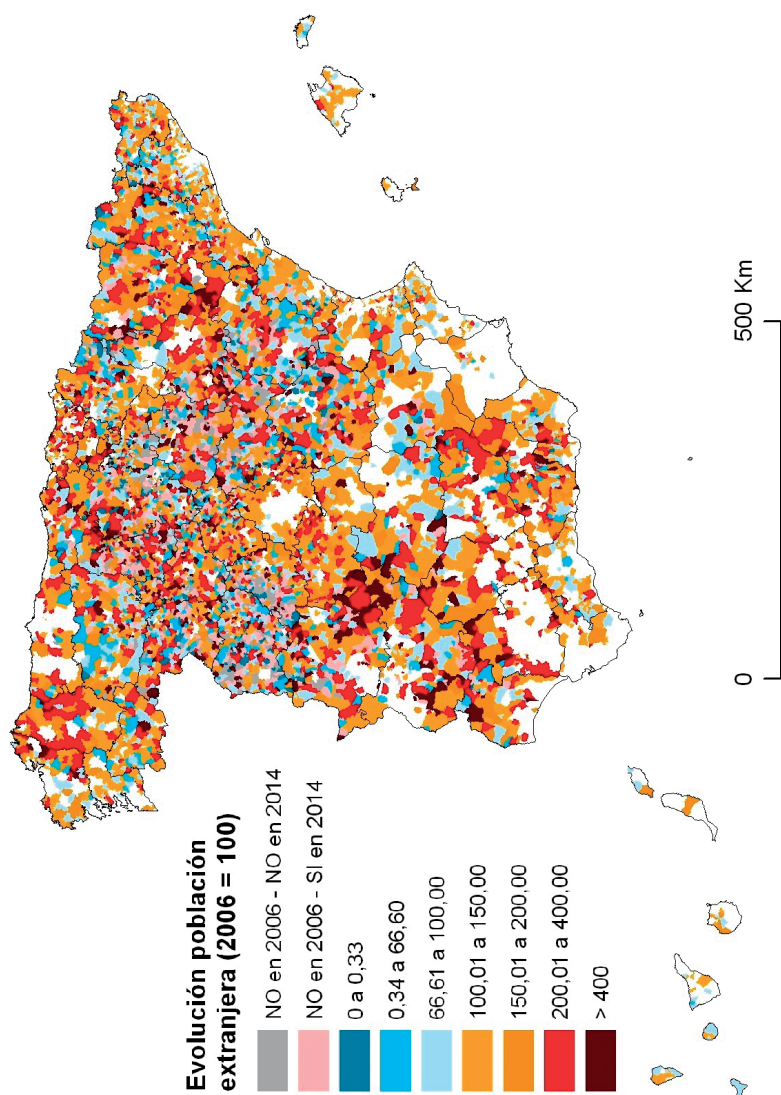 Evolución población
extranjera (2006 = 100)
NO en 2006 - NO en 2014
NO en 2006 - SI en 2014
0 a 0,33
0,34 a 66,60
66,61 a 100,00
100,01 a 150,00
150,01 a 200,00
200,01 a 400,00
> 400
0
500 Km